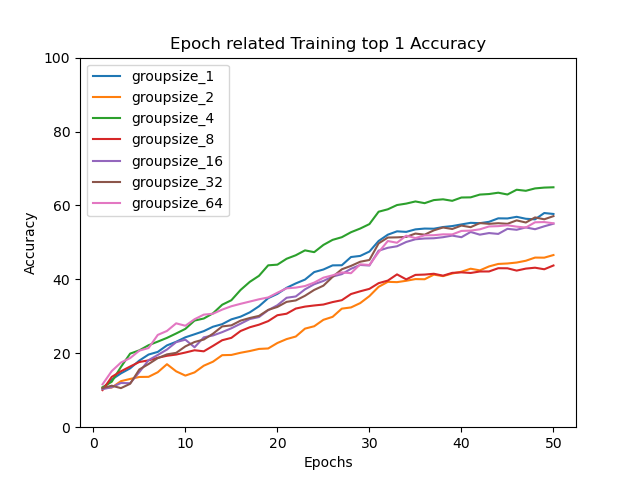 Epoch related Training top 1 Accuracy
100
80
60
40
20
0
Accuracy
groupsize_1
groupsize_2
groupsize_4
groupsize_8
groupsize_16
groupsize_32
groupsize_64
0 10 20 30 40 50
Epochs